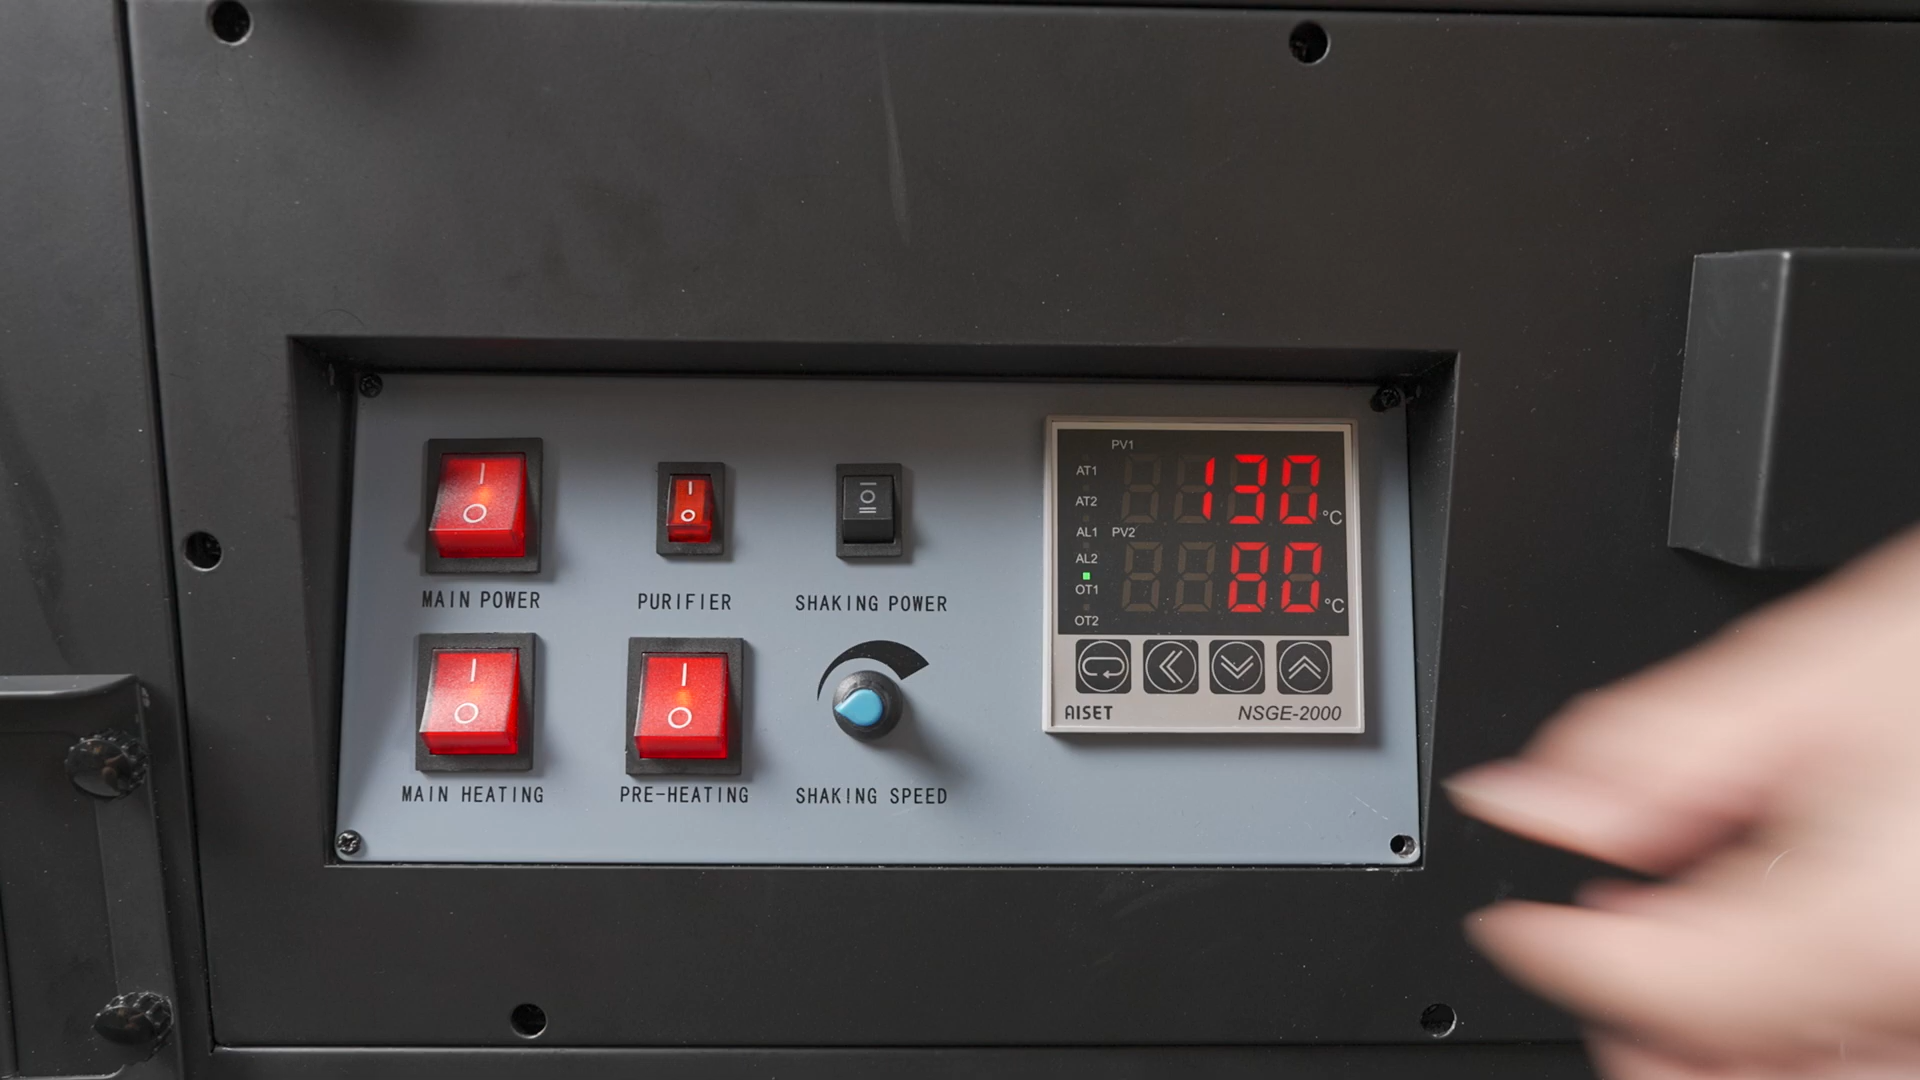 PV1
AT1
130 °C
AT2
AL1 PV2
AL2
80 °C
OT1
OT2
AISET NSGE-2000
MAIN POWER
PURIFIER
SHAKING POWER
MAIN HEATING
PRE-HEATING
SHAKING SPEED